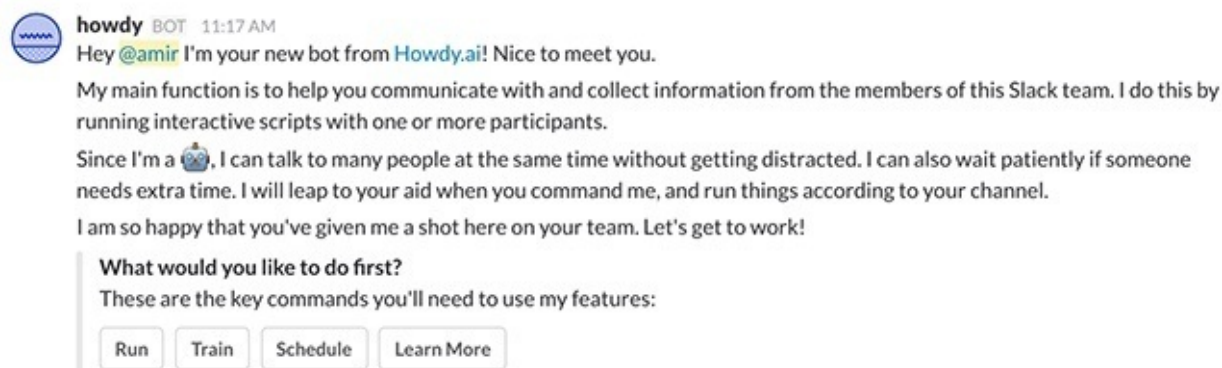 howdy BOT 11:17 AM
Hey @amir I'm your new bot from Howdy.ai! Nice to meet you.
My main function is to help you communicate with and collect information from the members of this Slack team. I do this by
running interactive scripts with one or more participants.
Since I'm a 🤖, I can talk to many people at the same time without getting distracted. I can also wait patiently if someone
needs extra time. I will leap to your aid when you command me, and run things according to your channel.
I am so happy that you've given me a shot here on your team. Let's get to work!
What would you like to do first?
These are the key commands you'll need to use my features:
Run Train Schedule Learn More